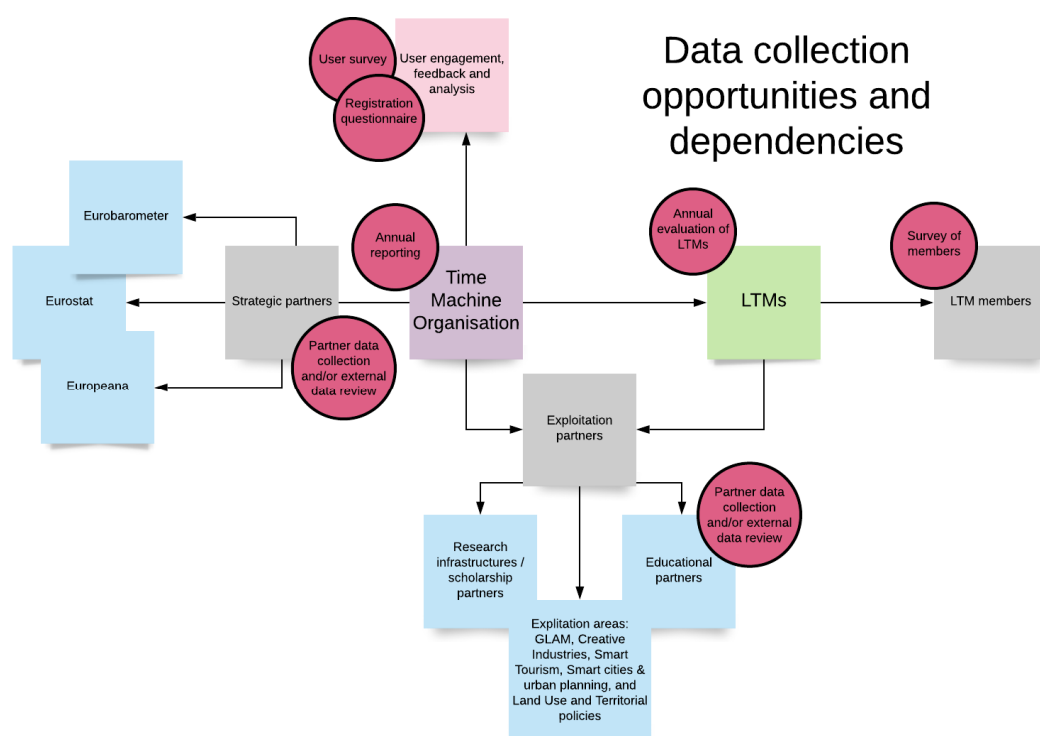 Data collection
opportunities and
dependencies
User survey
User engagement,
feedback and
analysis
Registration
questionnaire
Eurobarometer
Annual
reporting
Annual
evaluation of
LTMs
Survey of
members
Eurostat
Strategic partners
Time
Machine
Organisation
LTMs
LTM members
Partner data
collection
and/or external
data review
Europeana
Exploitation
partners
Partner data
collection
and/or external
data review
Research
infrastructures /
scholarship
partners
Educational
partners
Explitation areas:
GLAM, Creative
Industries, Smart
Tourism, Smart cities &
urban planning, and
Land Use and Territorial
policies